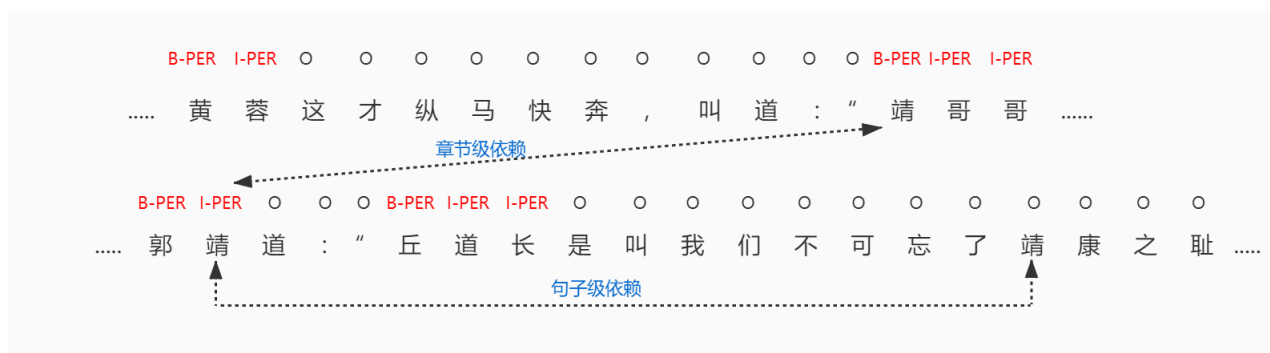 B-PER I-PER O O O O O O O O O O O B-PER I-PER I-PER
..... 黄 蓉 这 才 纵 马 快 奔 , 叫 道 : “ 靖 哥 哥 ......
章节级依赖
B-PER I-PER O O O B-PER I-PER I-PER O O O O O O O O O O O O
..... 郭 靖 道 : “ 丘 道 长 是 叫 我 们 不 可 忘 了 靖 康 之 耻 .....
句子级依赖